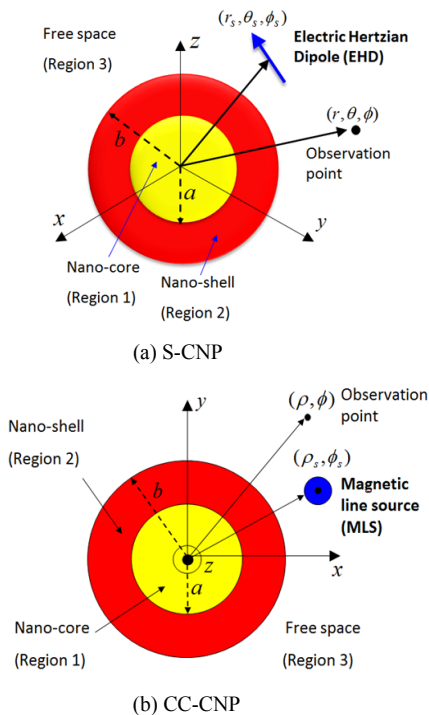 Free space
(Region 3)
z
(r_s, θ_s, ϕ_s)
Electric Hertzian
Dipole (EHD)
(r, θ, ϕ)
Observation
point
b
a
x
y
Nano-core
(Region 1)
Nano-shell
(Region 2)
(a) S-CNP
y
(ρ, ϕ)
Observation
point
Nano-shell
(Region 2)
(ρ_s, ϕ_s)
Magnetic
line source
(MLS)
b
z
x
a
Nano-core
(Region 1)
Free space
(Region 3)
(b) CC-CNP